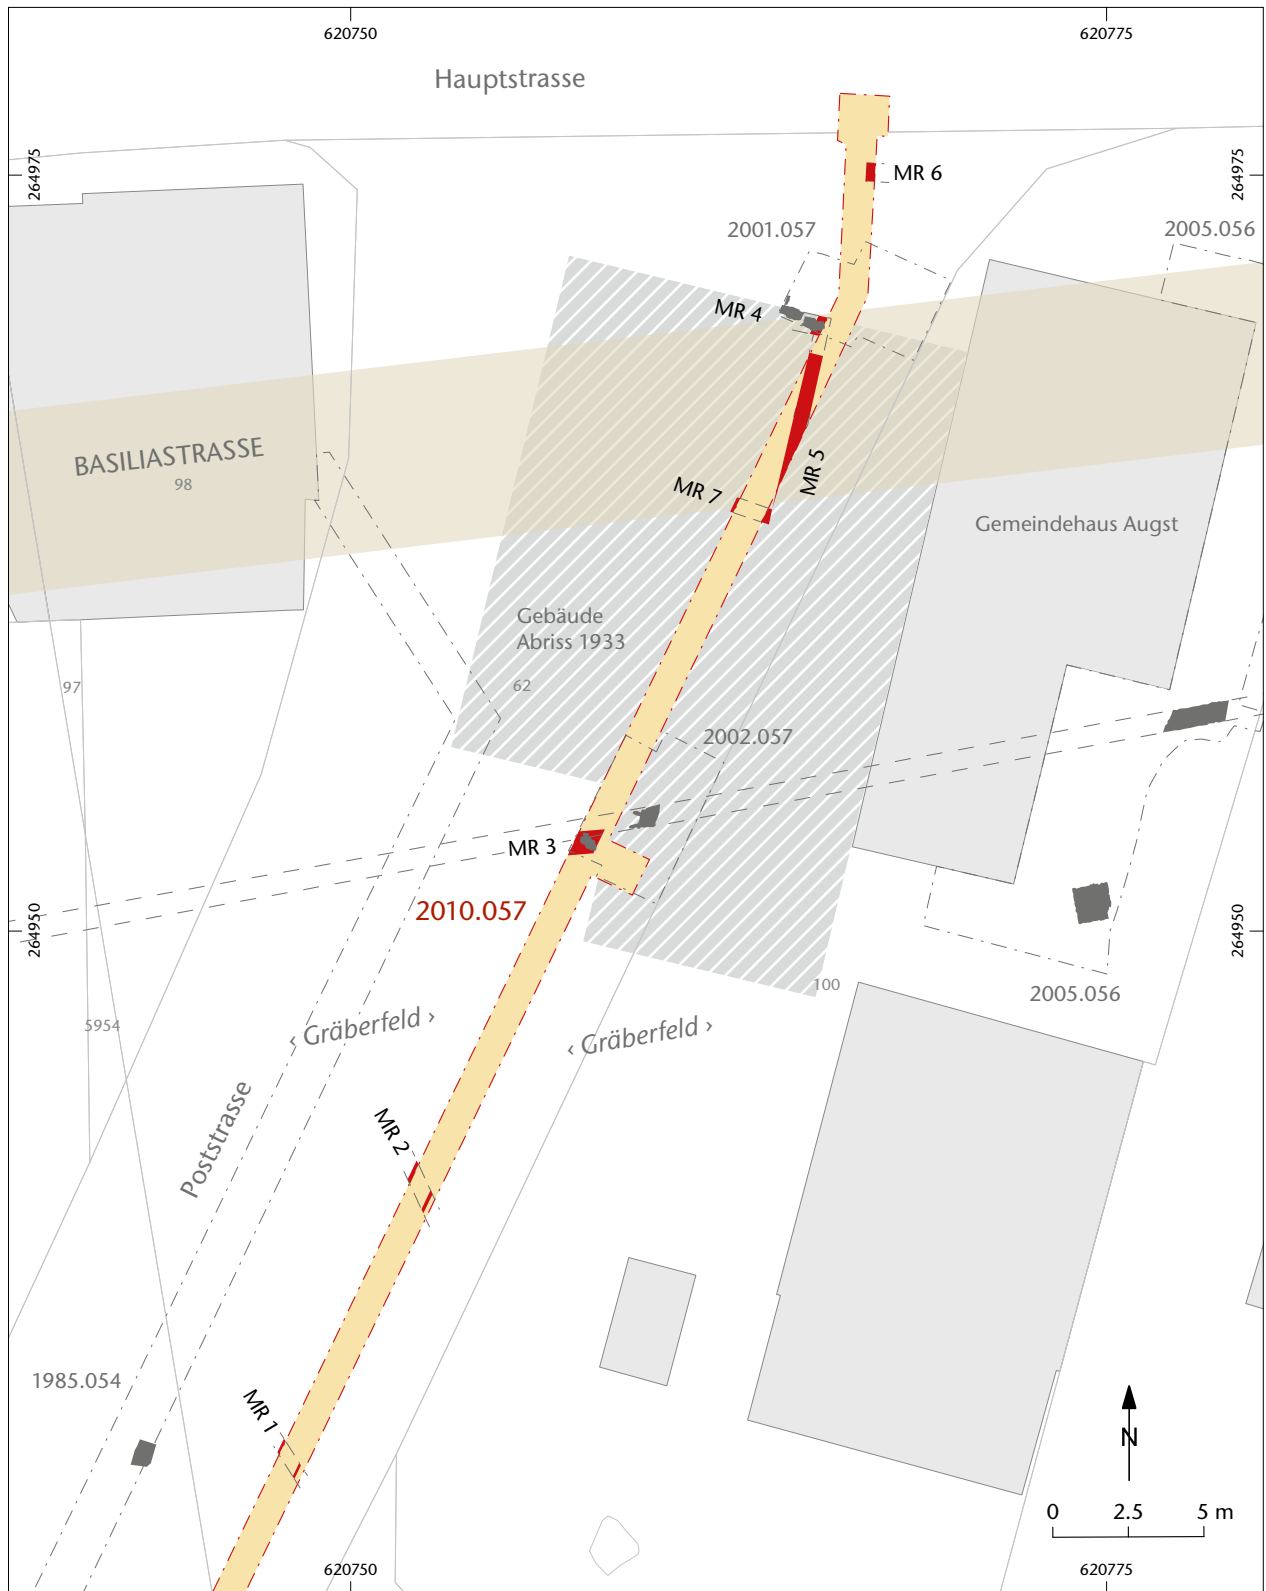 620750
620775
Hauptstrasse
264975
264975
MR 6
2001.057
2005.056
MR 4
BASILIASTRASSE
98
MR 5
MR 7
Gemeindehaus Augst
Gebäude
Abriss 1933
62
97
2002.057
MR 3
2010.057
264950
264950
100
2005.056
‹ Gräberfeld ›
‹ Gräberfeld ›
5954
Poststrasse
MR 2
1985.054
MR 1
N
0 2.5 5 m
620750
620775